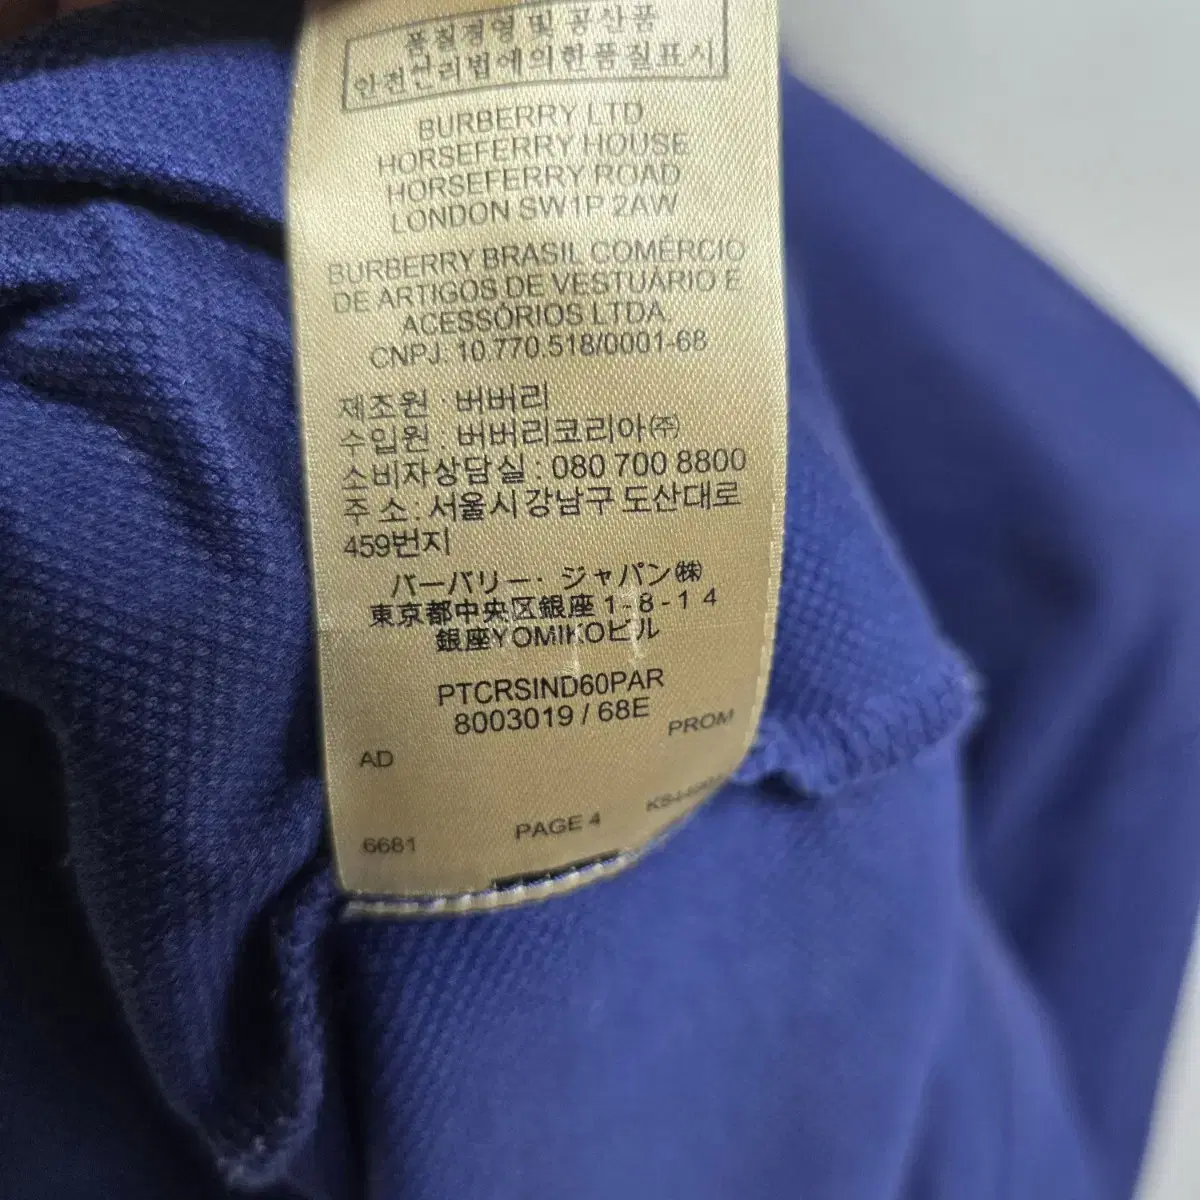 품질경영 및 공산품
안전관리법에의한품질표시
BURBERRY LTD
HORSEFERRY HOUSE
HORSEFERRY ROAD
LONDON SW1P 2AW
BURBERRY BRASIL COMÉRCIO
DE ARTIGOS DE VESTUÁRIO E
ACESSÓRIOS LTDA.
CNPJ. 10.770.518/0001-68
제조원 : 버버리
수입원 : 버버리코리아㈜
소비자상담실 : 080 700 8800
주 소 : 서울시 강남구 도산대로
459번지
バーバリー・ジャパン㈱
東京都中央区銀座 1 - 8 - 1 4
銀座YOMIKOビル
PTCRSIND60PAR
8003019 / 68E
AD PROM
6681 PAGE 4